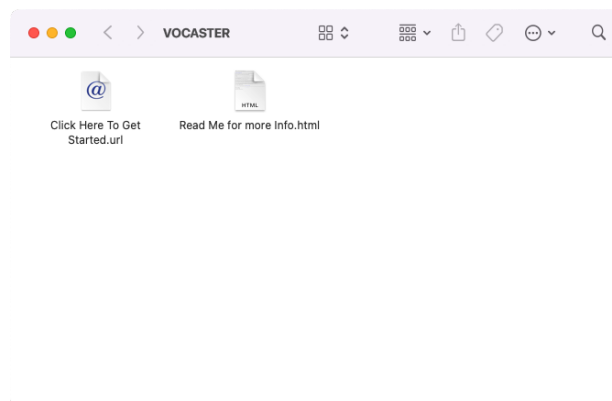 VOCASTER
HTML
Click Here To Get
Started.url
Read Me for more Info.html